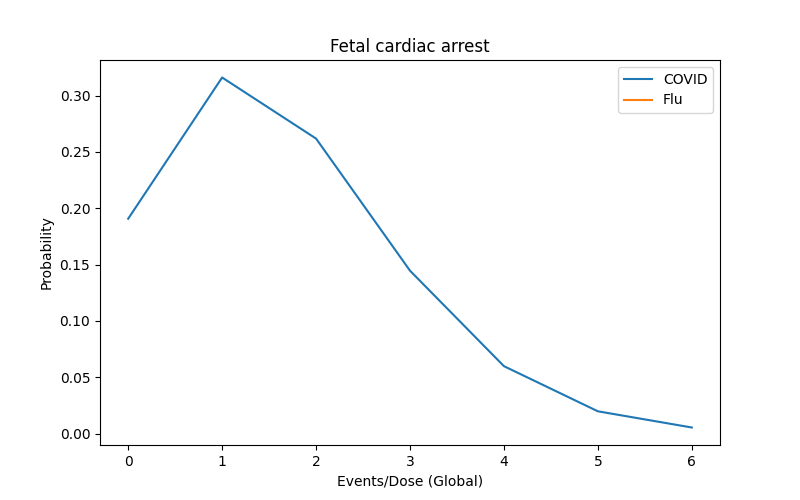 Fetal cardiac arrest
COVID
Flu
0.30
0.25
0.20
0.15
0.10
0.05
0.00
Probability
0 1 2 3 4 5 6
Events/Dose (Global)